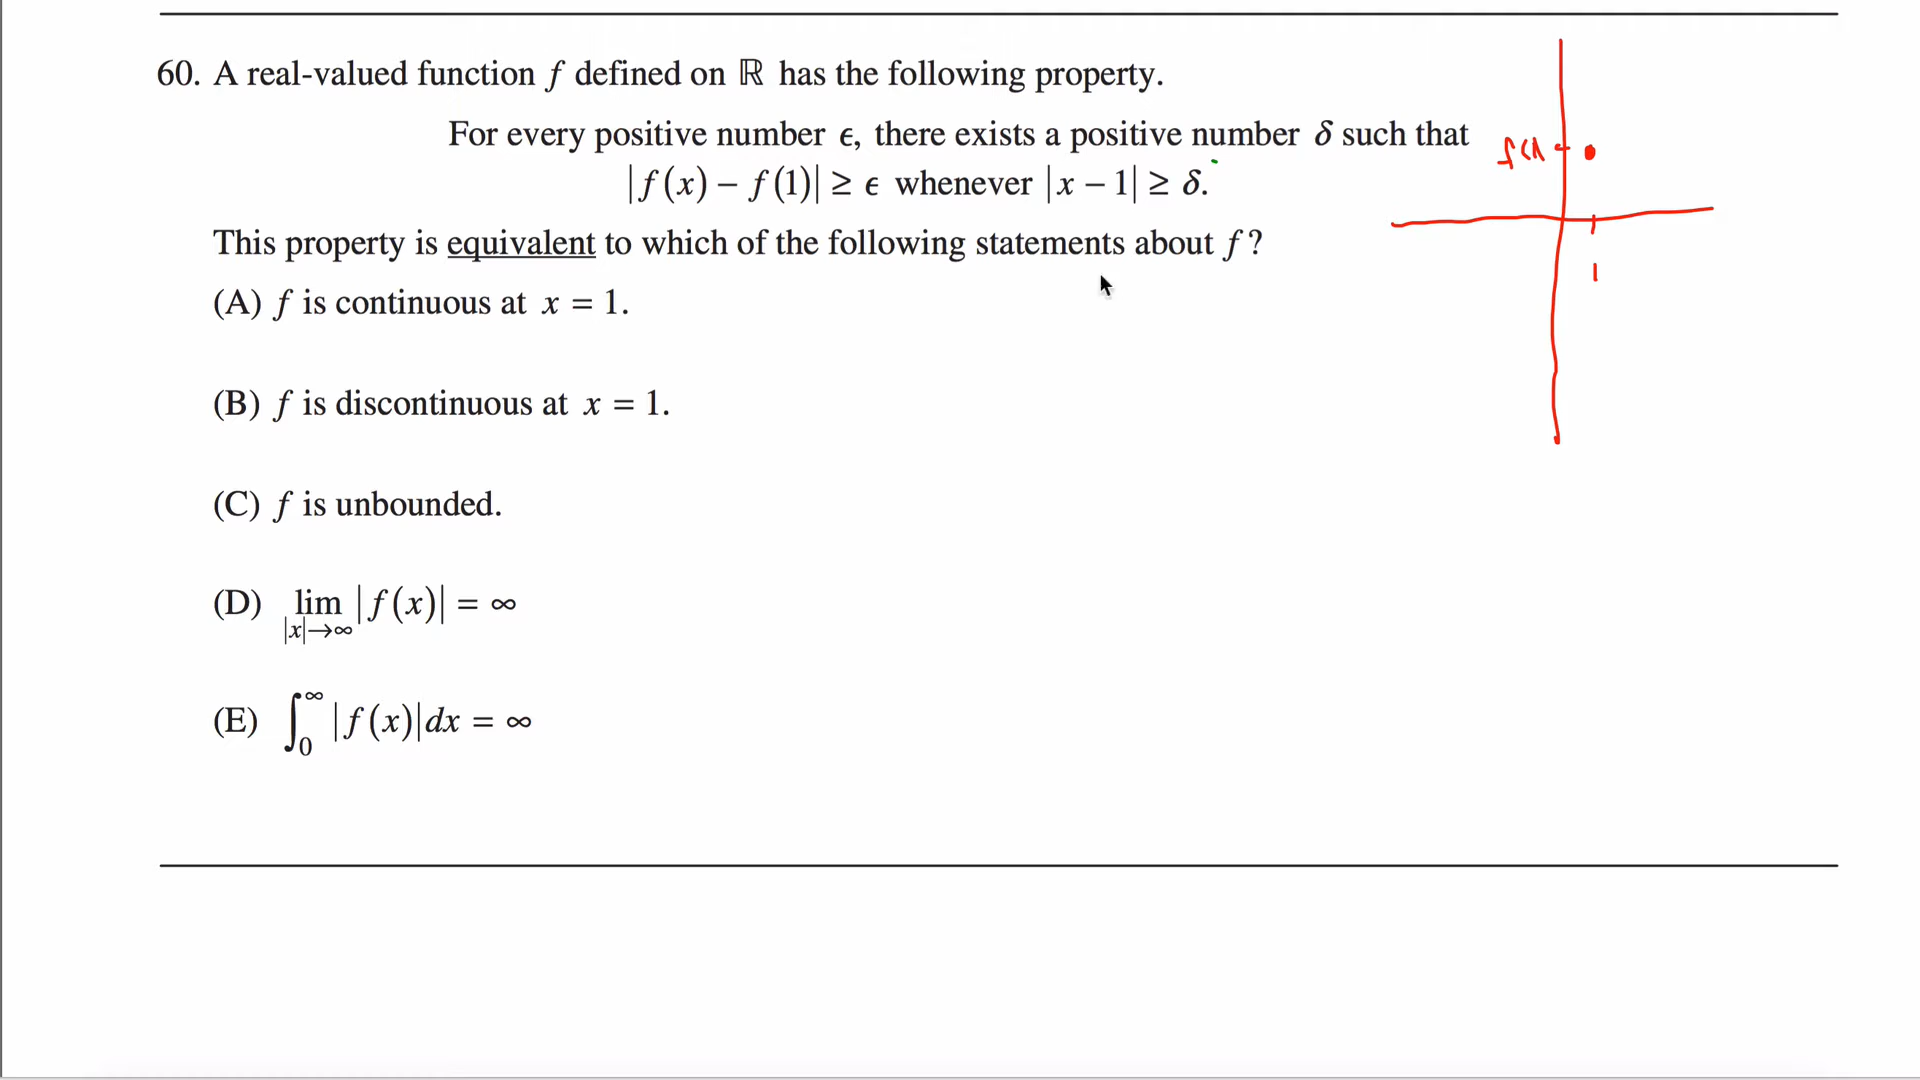 60. A real-valued function f defined on ℝ has the following property.
For every positive number ϵ, there exists a positive number δ such that
|f(x) − f(1)| ≥ ϵ whenever |x − 1| ≥ δ.
This property is equivalent to which of the following statements about f?
(A) f is continuous at x = 1.
(B) f is discontinuous at x = 1.
(C) f is unbounded.
(D) lim |f(x)| = ∞
|x|→∞
(E) ∫₀^∞ |f(x)|dx = ∞
1